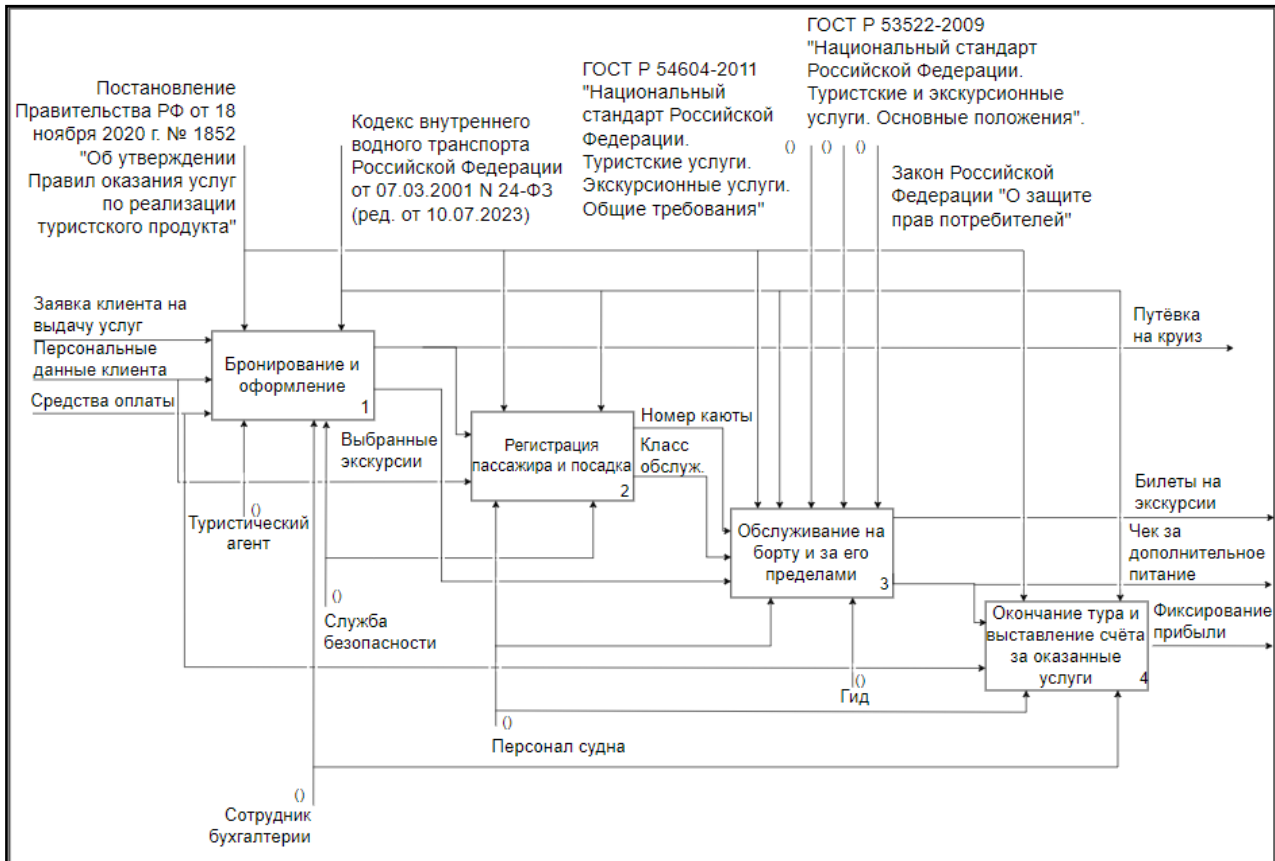 Постановление
Правительства РФ от 18
ноября 2020 г. № 1852
"Об утверждении
Правил оказания услуг
по реализации
туристского продукта"
Кодекс внутреннего
водного транспорта
Российской Федерации
от 07.03.2001 N 24-ФЗ
(ред. от 10.07.2023)
ГОСТ Р 54604-2011
"Национальный
стандарт Российской
Федерации.
Туристские услуги.
Экскурсионные услуги.
Общие требования"
ГОСТ Р 53522-2009
"Национальный стандарт
Российской Федерации.
Туристские и экскурсионные
услуги. Основные положения".
() () ()
Закон Российской
Федерации "О защите
прав потребителей"
Заявка клиента на
выдачу услуг
Персональные
данные клиента
Средства оплаты
Бронирование и
оформление
1
Путёвка
на круиз
Выбранные
экскурсии
Регистрация
пассажира и посадка
2
Номер каюты
Класс
обслуж.
()
Туристический
агент
Обслуживание на
борту и за его
пределами
3
Билеты на
экскурсии
Чек за
дополнительное
питание
()
Служба
безопасности
Окончание тура и
выставление счёта
за оказанные
услуги
4
Фиксирование
прибыли
()
Гид
()
Персонал судна
()
Сотрудник
бухгалтерии